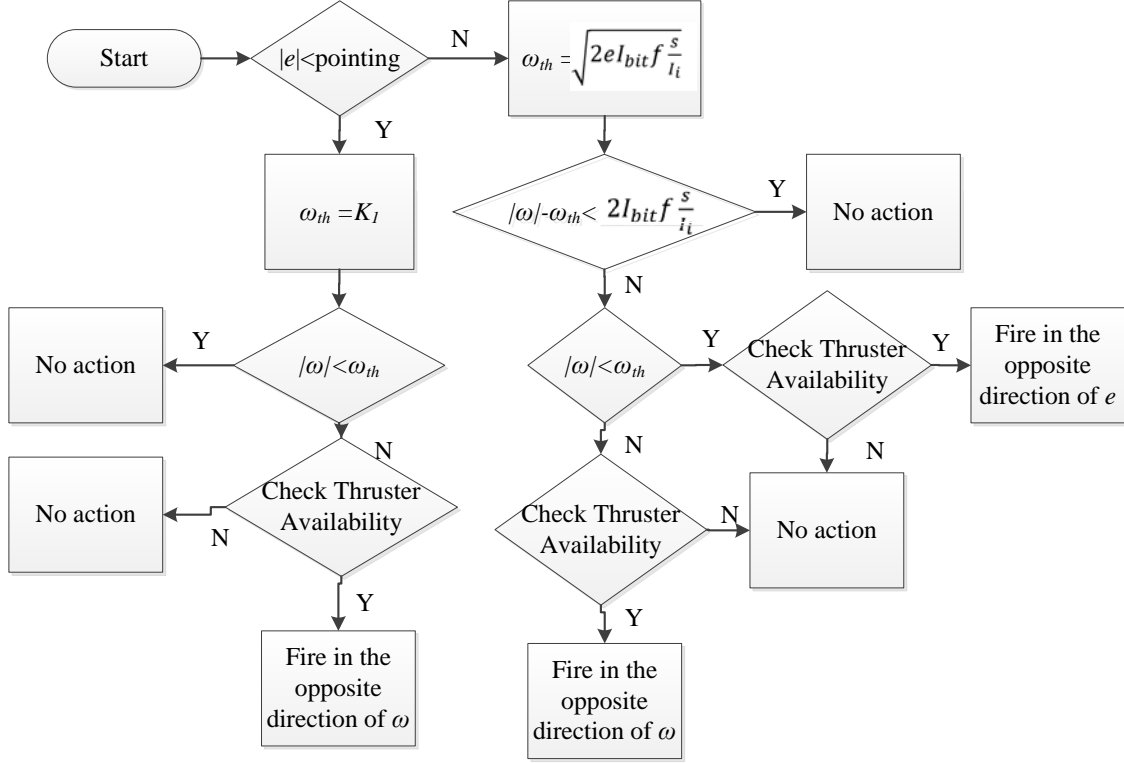 Start
|e|<pointing
N
ω_th = √(2eI_bit f s/I_i)
Y
ω_th =K_1
|ω|-ω_th< 2I_bit f s/I_i
Y
No action
N
No action
Y
|ω|<ω_th
|ω|<ω_th
Y
Check Thruster
Availability
Y
Fire in the
opposite
direction of e
N
N
N
No action
N
Check Thruster
Availability
Check Thruster
Availability
N
No action
Y
Y
Fire in the
opposite
direction of ω
Fire in the
opposite
direction of ω